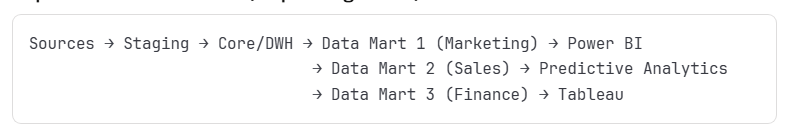 Sources → Staging → Core/DWH → Data Mart 1 (Marketing) → Power BI
→ Data Mart 2 (Sales) → Predictive Analytics
→ Data Mart 3 (Finance) → Tableau